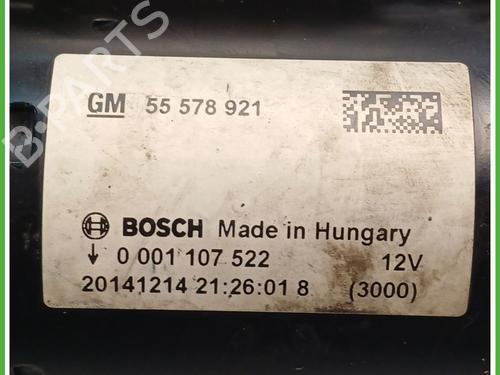 B-PARTS
GM 55 578 921
BOSCH Made in Hungary
0 001 107 522 12V
20141214 21:26:01 8 (3000)